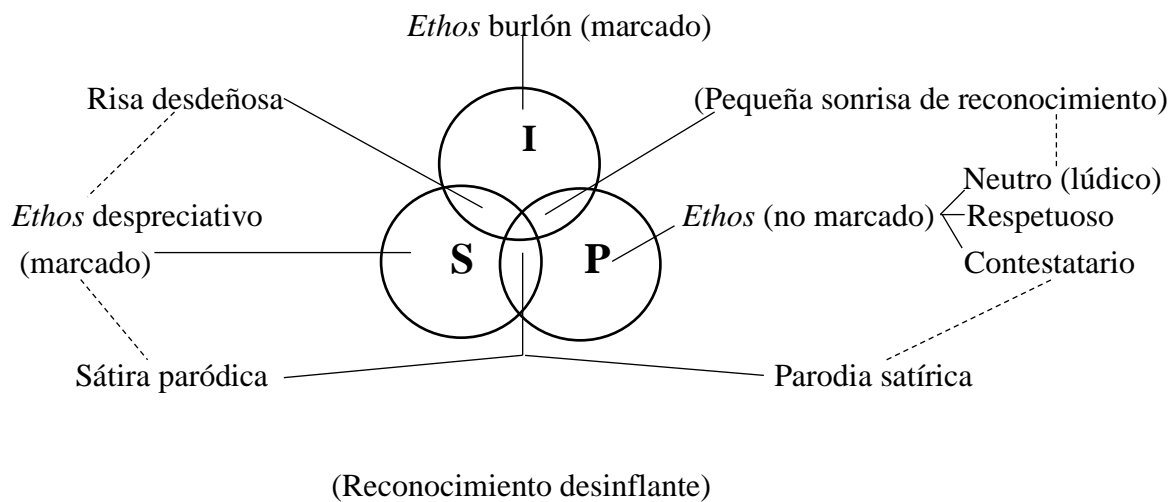 Ethos burlón (marcado)
Risa desdeñosa
(Pequeña sonrisa de reconocimiento)
I
Neutro (lúdico)
Ethos despreciativo
(marcado)
Ethos (no marcado)
Respetuoso
S
P
Contestatario
Sátira paródica
Parodia satírica
(Reconocimiento desinflante)